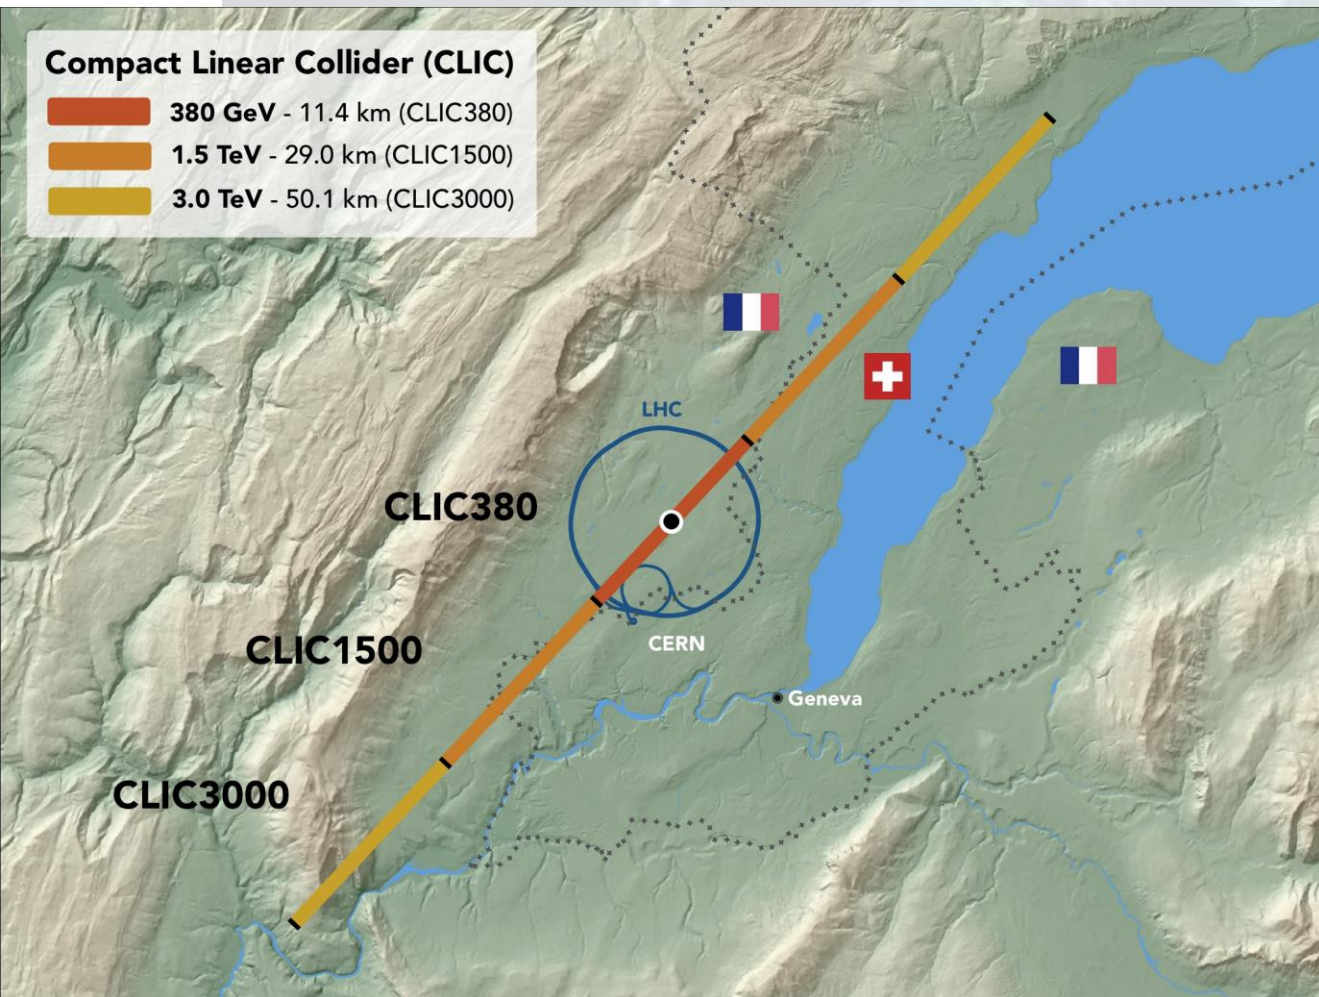 Compact Linear Collider (CLIC)
380 GeV - 11.4 km (CLIC380)
1.5 TeV - 29.0 km (CLIC1500)
3.0 TeV - 50.1 km (CLIC3000)
LHC
CLIC380
CERN
CLIC1500
Geneva
CLIC3000